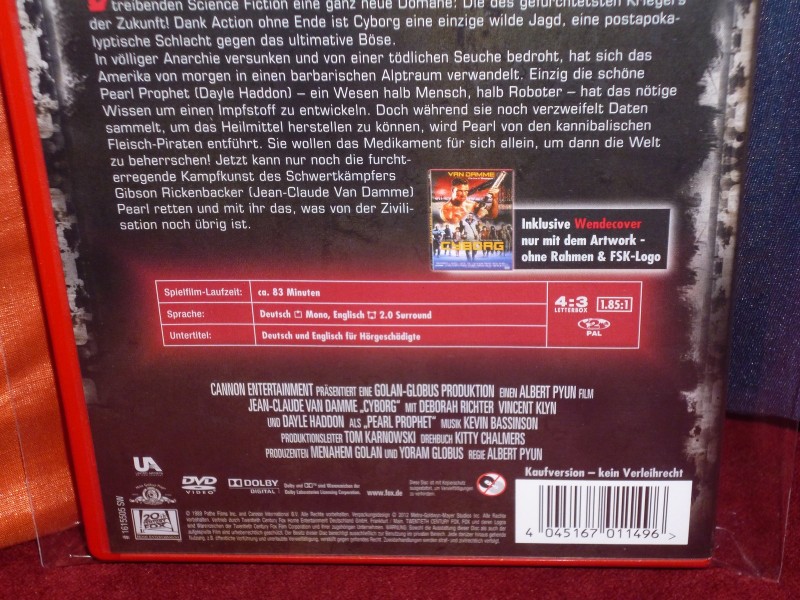 treibenden Science Fiction eine ganz neue Domäne: Die des gefürchtetsten Kriegers
der Zukunft! Dank Action ohne Ende ist Cyborg eine einzige wilde Jagd, eine postapoka-
lyptische Schlacht gegen das ultimative Böse.
In völliger Anarchie versunken und von einer tödlichen Seuche bedroht, hat sich das
Amerika von morgen in einen barbarischen Alptraum verwandelt. Einzig die schöne
Pearl Prophet (Dayle Haddon) – ein Wesen halb Mensch, halb Roboter – hat das nötige
Wissen um einen Impfstoff zu entwickeln. Doch während sie noch verzweifelt Daten
sammelt, um das Heilmittel herstellen zu können, wird Pearl von den kannibalischen
Fleisch-Piraten entführt. Sie wollen das Medikament für sich allein, um dann die Welt
zu beherrschen! Jetzt kann nur noch die furcht-
erregende Kampfkunst des Schwertkämpfers
Gibson Rickenbacker (Jean-Claude Van Damme)
Pearl retten und mit ihr das, was von der Zivili-
sation noch übrig ist.
VAN DAMME
CYBORG
Inklusive Wendecover
nur mit dem Artwork -
ohne Rahmen & FSK-Logo
Spielfilm-Laufzeit: ca. 83 Minuten
Sprache: Deutsch Mono, Englisch 2.0 Surround
Untertitel: Deutsch und Englisch für Hörgeschädigte
4:3 LETTERBOX 1.85:1
PAL
CANNON ENTERTAINMENT PRÄSENTIERT EINE GOLAN-GLOBUS PRODUKTION EINEN ALBERT PYUN FILM
JEAN-CLAUDE VAN DAMME „CYBORG" MIT DEBORAH RICHTER VINCENT KLYN
UND DAYLE HADDON ALS „PEARL PROPHET" MUSIK KEVIN BASSINSON
PRODUKTIONSLEITER TOM KARNOWSKI DREHBUCH KITTY CHALMERS
PRODUZENTEN MENAHEM GOLAN UND YORAM GLOBUS REGIE ALBERT PYUN
UA
DVD VIDEO
DOLBY DIGITAL
www.fox.de
Kaufversion – kein Verleihrecht
4 045167 011496 >